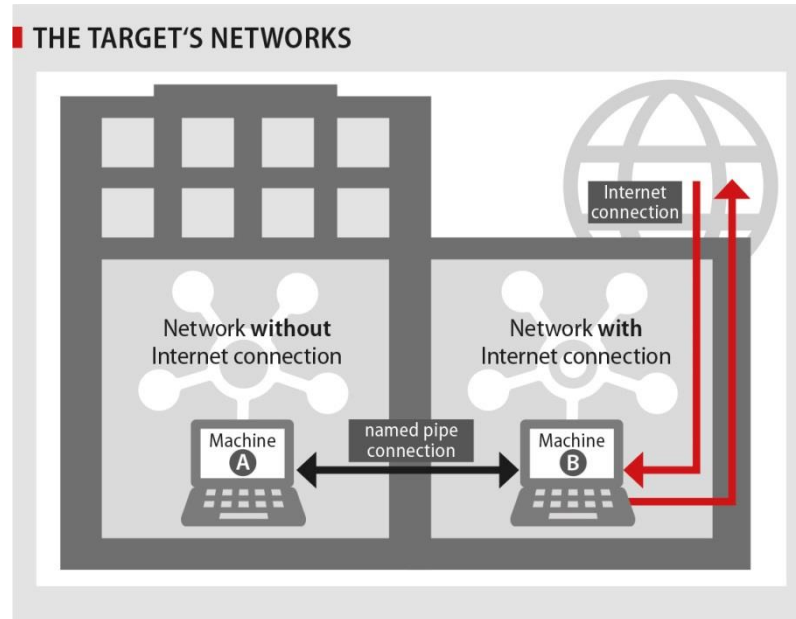 THE TARGET‘S NETWORKS
Internet
connection
Network without
Internet connection
Network with
Internet connection
named pipe
connection
Machine
A
Machine
B